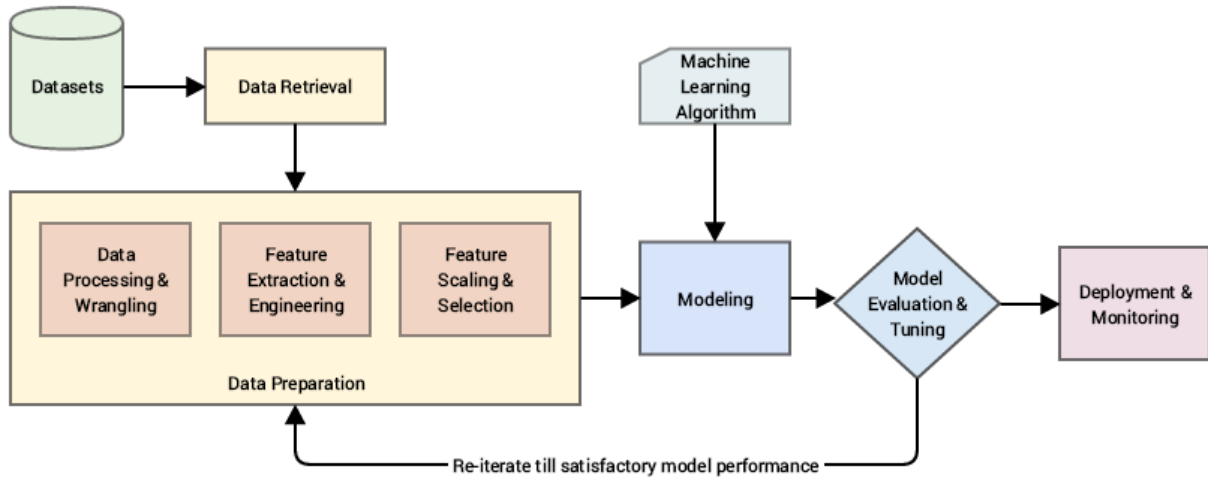 Datasets
Data Retrieval
Machine
Learning
Algorithm
Data
Processing &
Wrangling
Feature
Extraction &
Engineering
Feature
Scaling &
Selection
Data Preparation
Modeling
Model
Evaluation &
Tuning
Deployment &
Monitoring
Re-iterate till satisfactory model performance